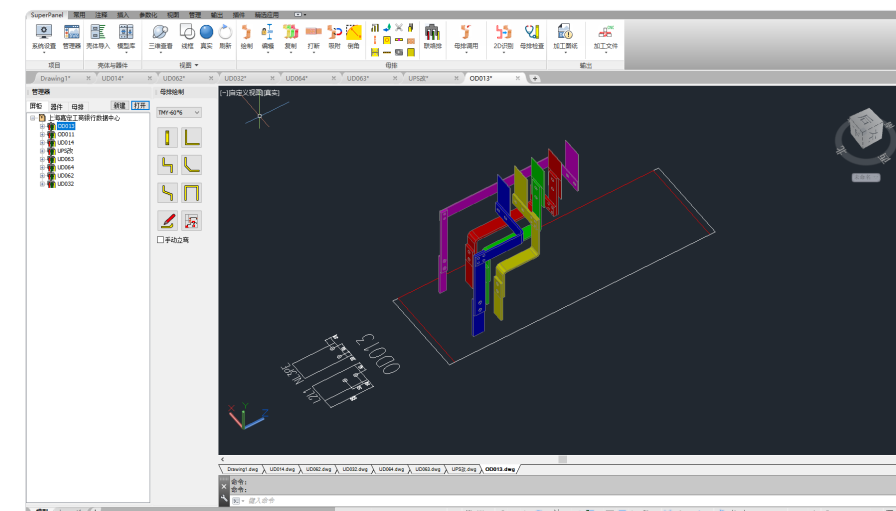 SuperPanel 常用 注释 插入 参数化 视图 管理 输出 插件 精选应用
系统设置 管理器 壳体导入 模型库 三维查看 线框 真实 刷新 绘制 编辑 复制 打断 吸附 倒角 联动排 母排调用 2D识别 母排检查 加工图纸 加工文件
项目 壳体与器件 视图 母排 输出
Drawing1* UD014* UD062* UD032* UD064* UD063* UPS改* OD013*
管理器 母排绘制
[−]自定义视图[真实]
屏柜 器件 母排 新建 打开
TMY-60*6
上海嘉定工商银行数据中心
OD013
OD011
UD014
UPS改
UD063
UD064
UD062
UD032
手动立弯
OD013
X Y Z
Drawing1.dwg UD014.dwg UD062.dwg UD032.dwg UD064.dwg UD063.dwg UPS改.dwg OD013.dwg
命令:
命令:
键入命令